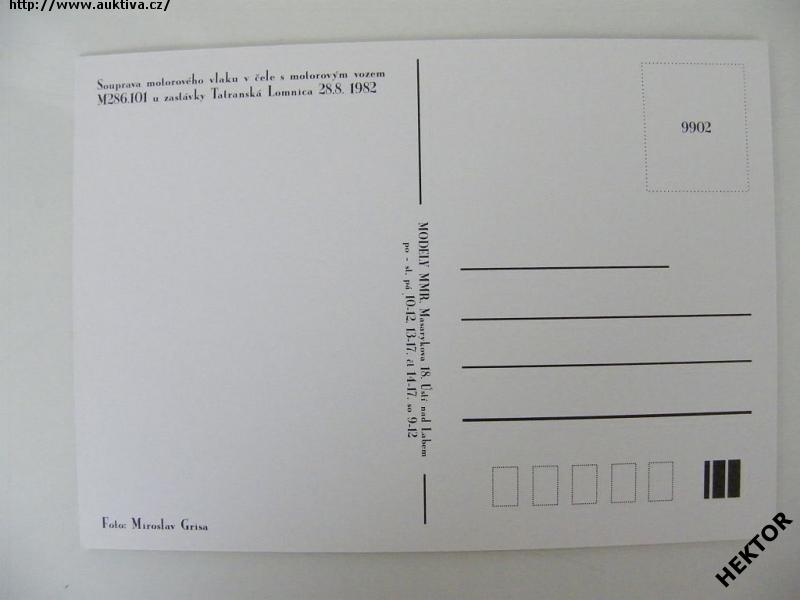 http://www.auktiva.cz/
Souprava motorového vlaku v čele s motorovým vozem
M286.101 u zastávky Tatranská Lomnica 28.8. 1982
9902
MODELY MMR, Masarykova 18, Ústí nad Labem
po - st, pá 10-12, 13-17, čt 14-17, so 9-12
Foto: Miroslav Grisa
HEKTOR